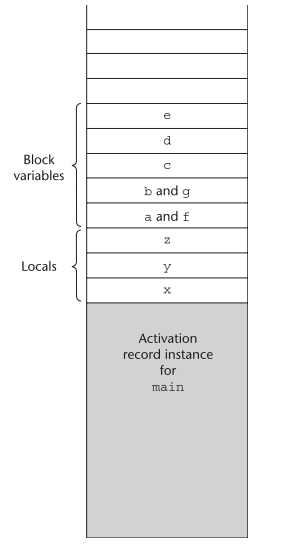 e
d
c
Block
variables
b and g
a and f
z
Locals
y
x
Activation
record instance
for
main